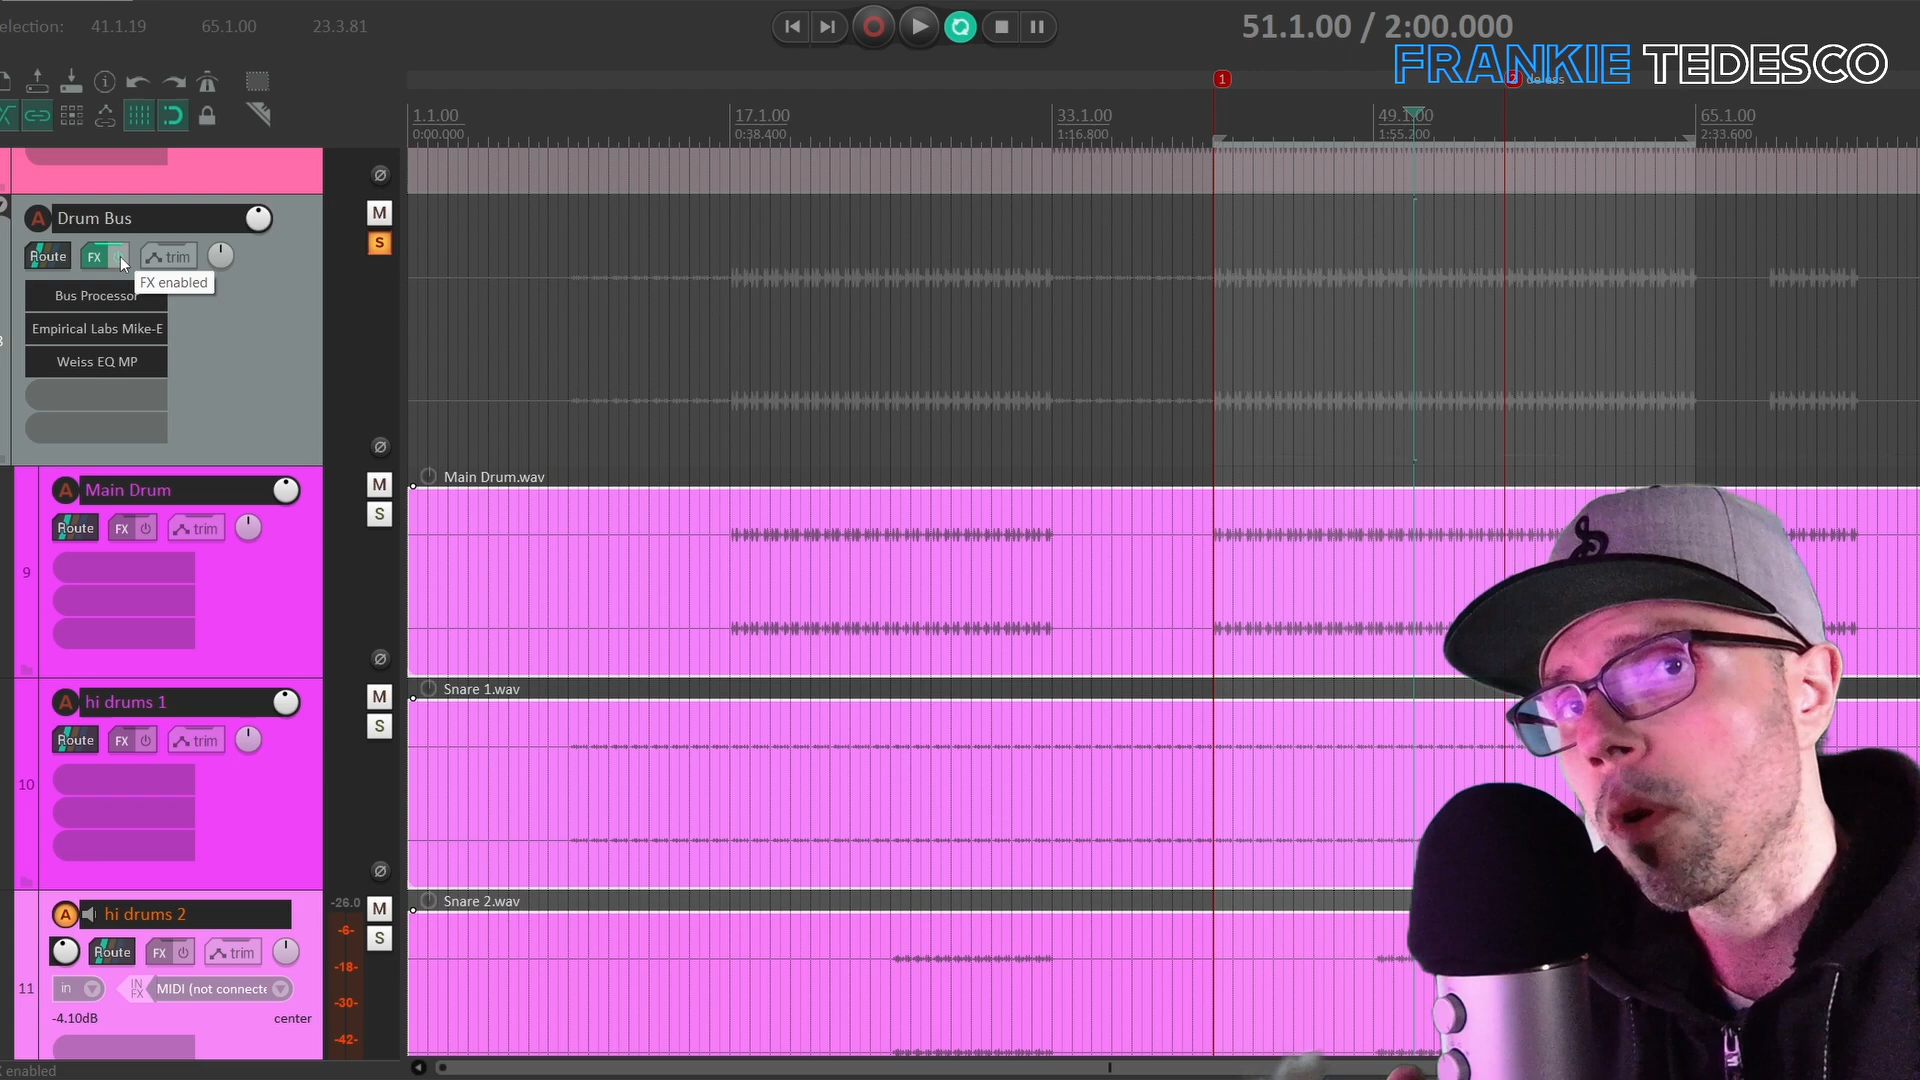 election: 41.1.19 65.1.00 23.3.81
51.1.00 / 2:00.000
FRANKIE TEDESCO
1
1.1.00 17.1.00 33.1.00 49.1.00 65.1.00
0:00.000 0:38.400 1:16.800 1:55.200 2:33.600
A Drum Bus M
S
Route FX trim
FX enabled
Bus Processor
Empirical Labs Mike-E
Weiss EQ MP
Main Drum.wav
A Main Drum M
S
Route FX trim
9
Snare 1.wav
A hi drums 1 M
S
Route FX trim
10
Snare 2.wav
A hi drums 2 -26.0 M
-6-
S
Route FX trim
-18-
11 in IN FX MIDI (not connecte
-30-
-4.10dB center
-42-
enabled